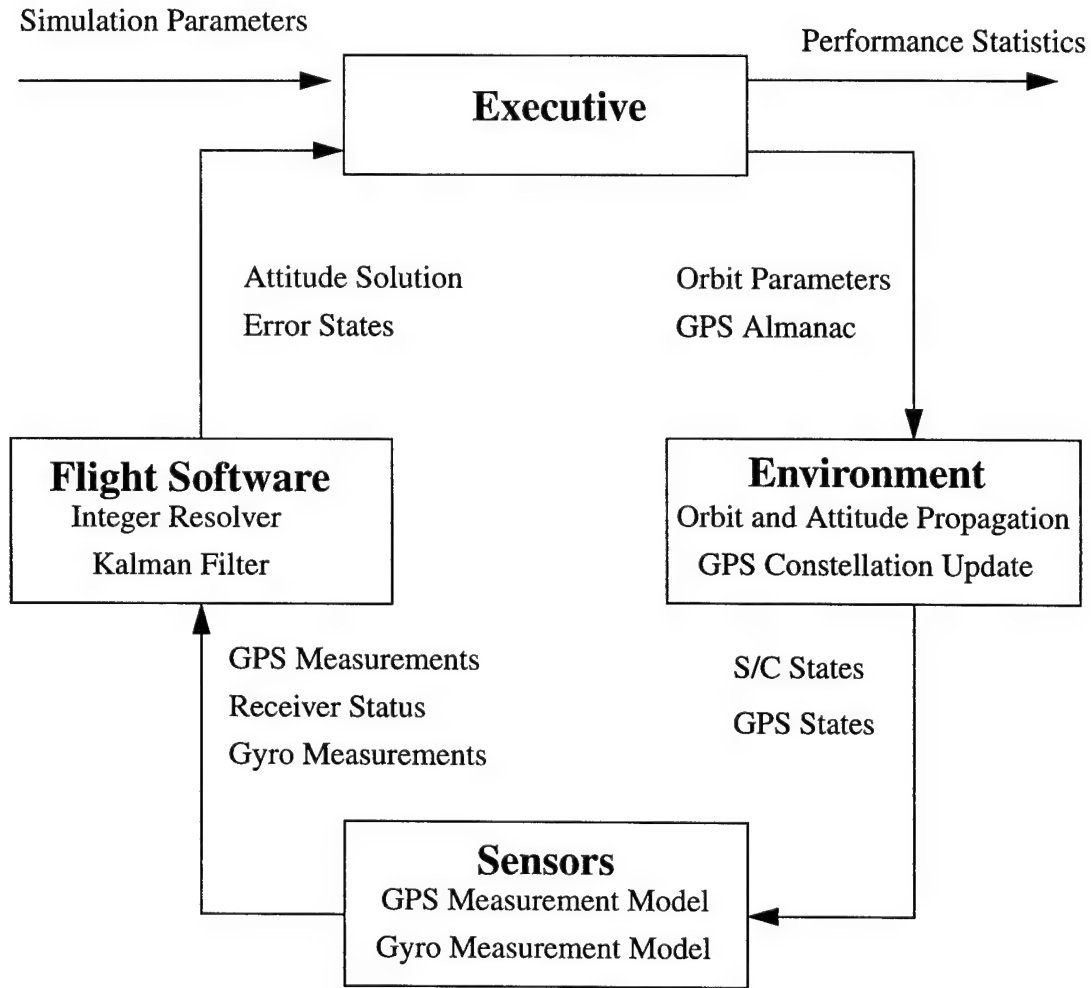 Simulation Parameters
Performance Statistics
Executive
Attitude Solution
Error States
Orbit Parameters
GPS Almanac
Flight Software
Integer Resolver
Kalman Filter
Environment
Orbit and Attitude Propagation
GPS Constellation Update
GPS Measurements
Receiver Status
Gyro Measurements
S/C States
GPS States
Sensors
GPS Measurement Model
Gyro Measurement Model